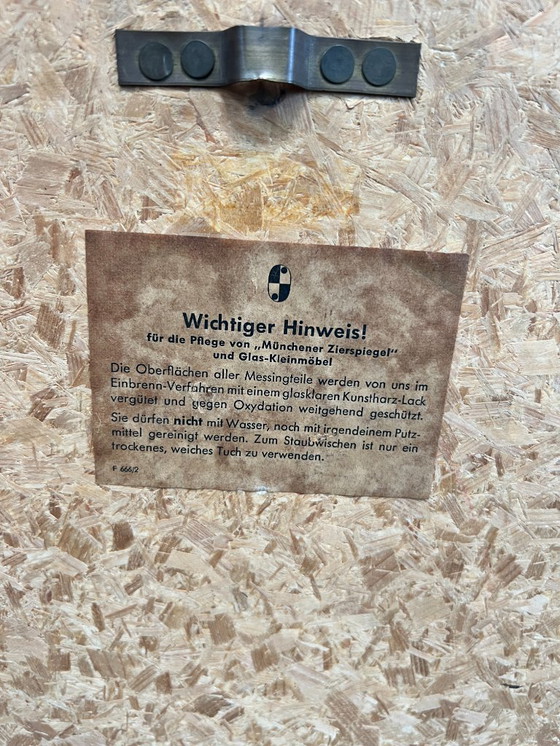 Wichtiger Hinweis!
für die Pflege von „Münchener Zierspiegel“
und Glas-Kleinmöbel
Die Oberflächen aller Messingteile werden von uns im
Einbrenn-Verfahren mit einem glasklaren Kunstharz-Lack
vergütet und gegen Oxydation weitgehend geschützt.
Sie dürfen nicht mit Wasser, noch mit irgendeinem Putz-
mittel gereinigt werden. Zum Staubwischen ist nur ein
trockenes, weiches Tuch zu verwenden.
F 666/2